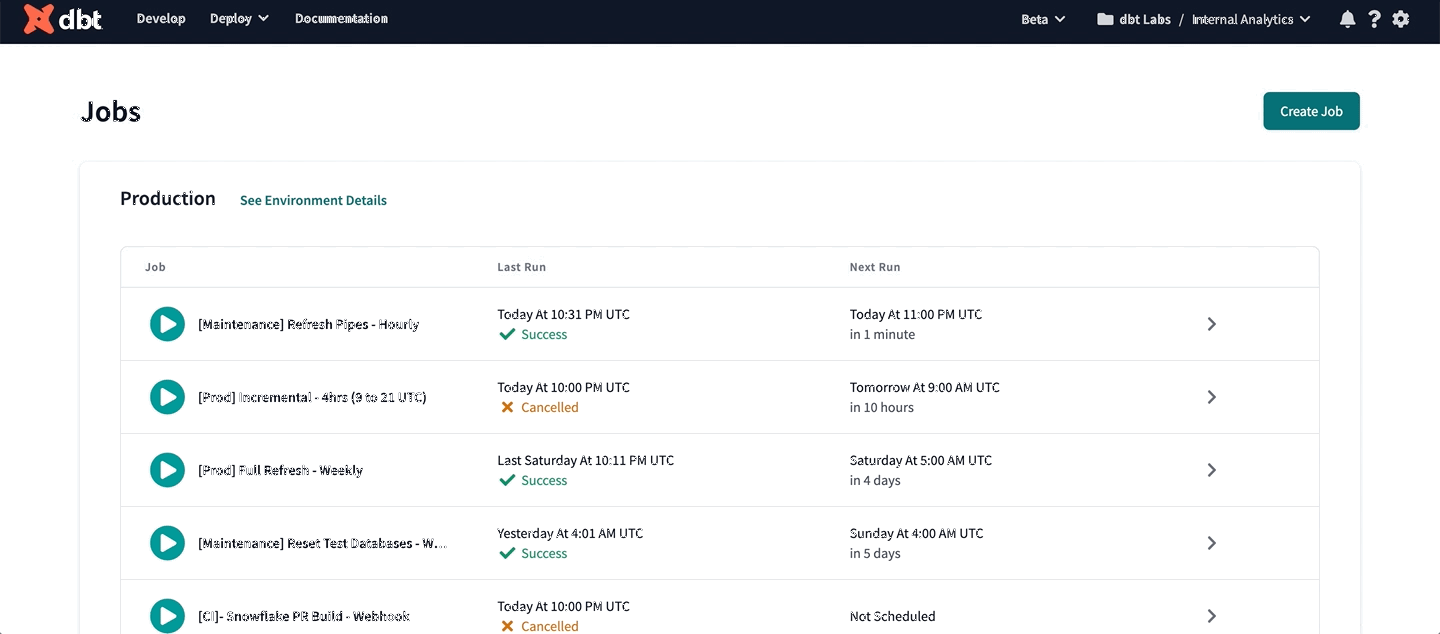 dbt Develop Deploy Documentation Beta dbt Labs / Internal Analytics
Jobs Create Job
Production See Environment Details
Job Last Run Next Run
[Maintenance] Refresh Pipes - Hourly
Today At 10:31 PM UTC
Success
Today At 11:00 PM UTC
in 1 minute
[Prod] Incremental - 4hrs (9 to 21 UTC)
Today At 10:00 PM UTC
Cancelled
Tomorrow At 9:00 AM UTC
in 10 hours
[Prod] Full Refresh - Weekly
Last Saturday At 10:11 PM UTC
Success
Saturday At 5:00 AM UTC
in 4 days
[Maintenance] Reset Test Databases - W...
Yesterday At 4:01 AM UTC
Success
Sunday At 4:00 AM UTC
in 5 days
[CI]- Snowflake PR Build - Webhook
Today At 10:00 PM UTC
Cancelled
Not Scheduled